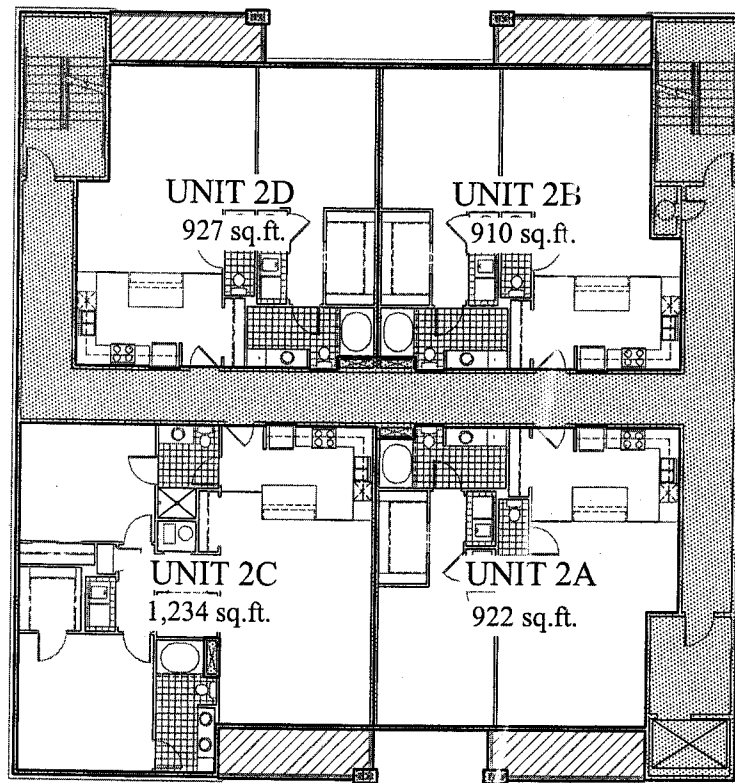 UNIT 2D
927 sq.ft.
UNIT 2B
910 sq.ft.
UNIT 2C
1,234 sq.ft.
UNIT 2A
922 sq.ft.